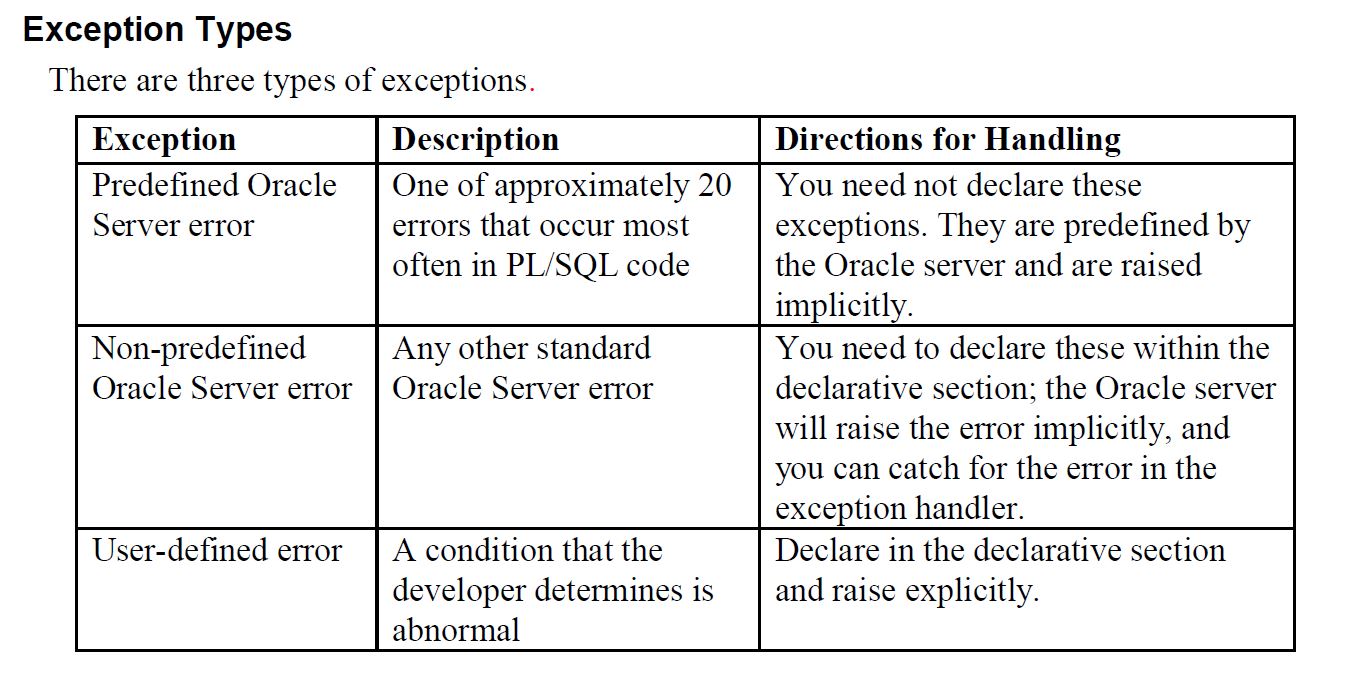 Exception Types
There are three types of exceptions.
Exception
Description
Directions for Handling
Predefined Oracle
Server error
One of approximately 20
errors that occur most
often in PL/SQL code
You need not declare these
exceptions. They are predefined by
the Oracle server and are raised
implicitly.
Non-predefined
Oracle Server error
Any other standard
Oracle Server error
You need to declare these within the
declarative section; the Oracle server
will raise the error implicitly, and
you can catch for the error in the
exception handler.
User-defined error
A condition that the
developer determines is
abnormal
Declare in the declarative section
and raise explicitly.